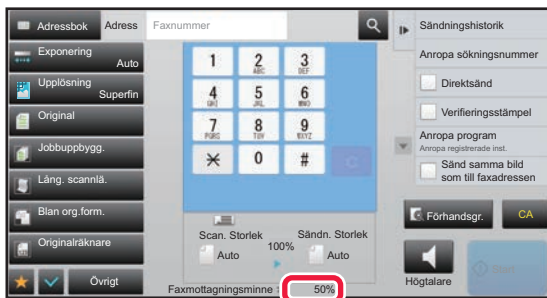 Adressbok
Adress
Faxnummer
Exponering
Auto
Upplösning
Superfin
Original
Jobbuppbygg.
Lång. scannlä.
Blan org.form.
Originalräknare
Övrigt
1
2 ABC
3 DEF
4 GHI
5 JKL
6 MNO
7 PQRS
8 TUV
9 WXYZ
0
#
C
Scan. Storlek
Auto
100%
Sändn. Storlek
Auto
Faxmottagningsminne :
50%
Sändningshistorik
Anropa sökningsnummer
Direktsänd
Verifieringsstämpel
Anropa program
Anropa registrerade inst.
Sänd samma bild
som till faxadressen
Förhandsgr.
CA
Högtalare
Start